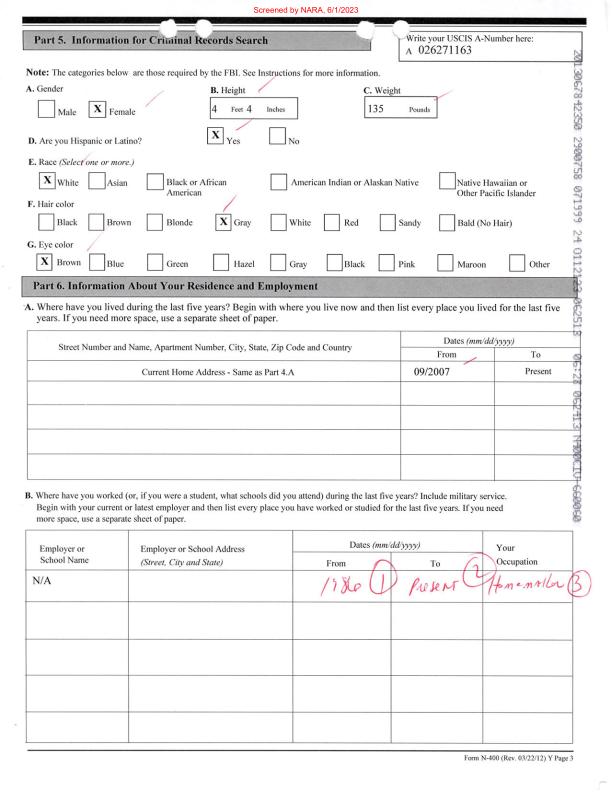 Screened by NARA, 6/1/2023
Part 5. Information for Criminal Records Search
Write your USCIS A-Number here:
A 026271163
Note: The categories below are those required by the FBI. See Instructions for more information.
A. Gender
B. Height
C. Weight
Male X Female
4 Feet 4 Inches
135 Pounds
D. Are you Hispanic or Latino? X Yes No
E. Race (Select one or more.)
X White Asian Black or African American American Indian or Alaskan Native Native Hawaiian or Other Pacific Islander
F. Hair color
Black Brown Blonde X Gray White Red Sandy Bald (No Hair)
G. Eye color
X Brown Blue Green Hazel Gray Black Pink Maroon Other
Part 6. Information About Your Residence and Employment
A. Where have you lived during the last five years? Begin with where you live now and then list every place you lived for the last five
years. If you need more space, use a separate sheet of paper.
Street Number and Name, Apartment Number, City, State, Zip Code and Country
Dates (mm/dd/yyyy)
From To
Current Home Address - Same as Part 4.A 09/2007 Present
B. Where have you worked (or, if you were a student, what schools did you attend) during the last five years? Include military service.
Begin with your current or latest employer and then list every place you have worked or studied for the last five years. If you need
more space, use a separate sheet of paper.
Employer or
School Name
Employer or School Address
(Street, City and State)
Dates (mm/dd/yyyy)
From To
Your
Occupation
N/A 1986 1 Present 2 Homemaker 3
Form N-400 (Rev. 03/22/12) Y Page 3